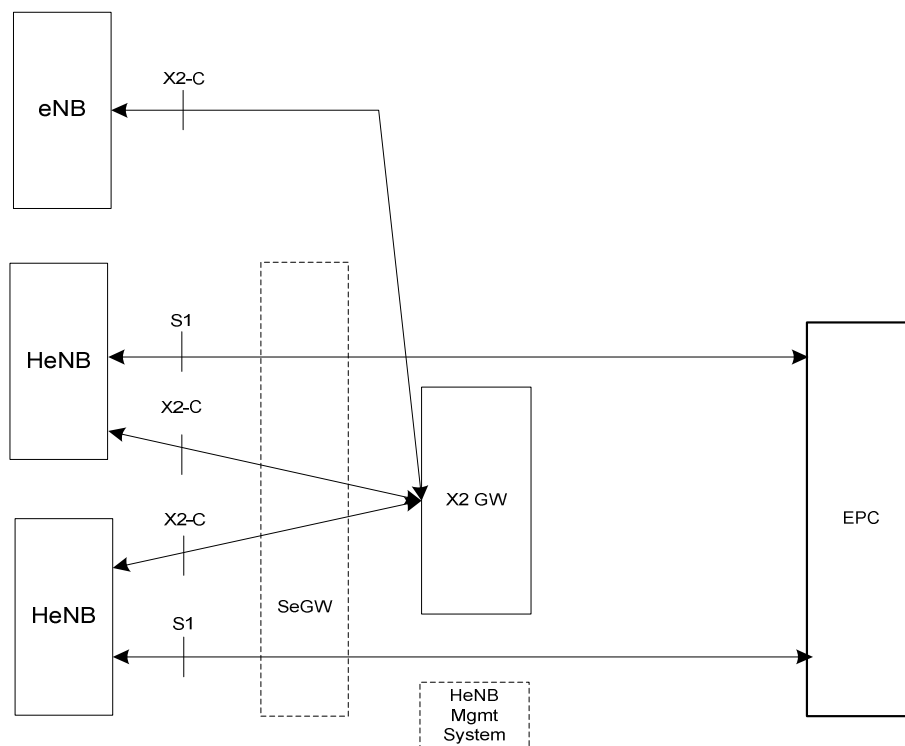 eNB
X2-C
HeNB
S1
X2-C
X2 GW
EPC
X2-C
HeNB
SeGW
S1
HeNB
Mgmt
System